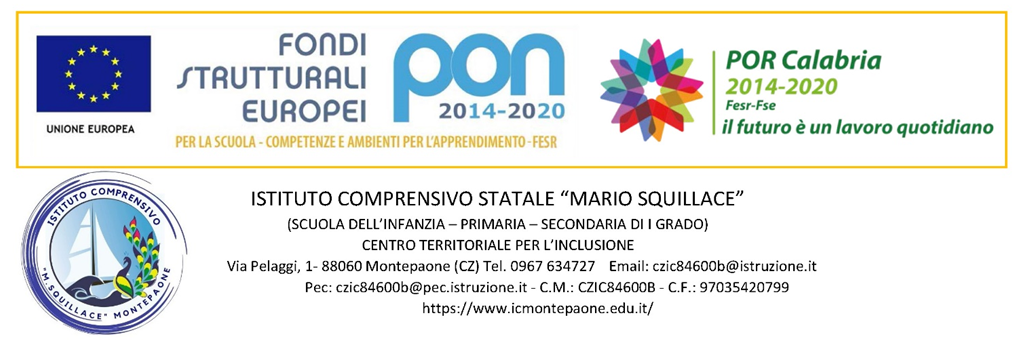 UNIONE EUROPEA
FONDI
STRUTTURALI
EUROPEI
pon
2014-2020
PER LA SCUOLA - COMPETENZE E AMBIENTI PER L'APPRENDIMENTO-FESR
POR Calabria
2014-2020
Fesr-Fse
il futuro è un lavoro quotidiano
ISTITUTO COMPRENSIVO
"M.SQUILLACE" MONTEPAONE
ISTITUTO COMPRENSIVO STATALE “MARIO SQUILLACE”
(SCUOLA DELL’INFANZIA – PRIMARIA – SECONDARIA DI I GRADO)
CENTRO TERRITORIALE PER L’INCLUSIONE
Via Pelaggi, 1- 88060 Montepaone (CZ) Tel. 0967 634727 Email: czic84600b@istruzione.it
Pec: czic84600b@pec.istruzione.it - C.M.: CZIC84600B - C.F.: 97035420799
https://www.icmontepaone.edu.it/